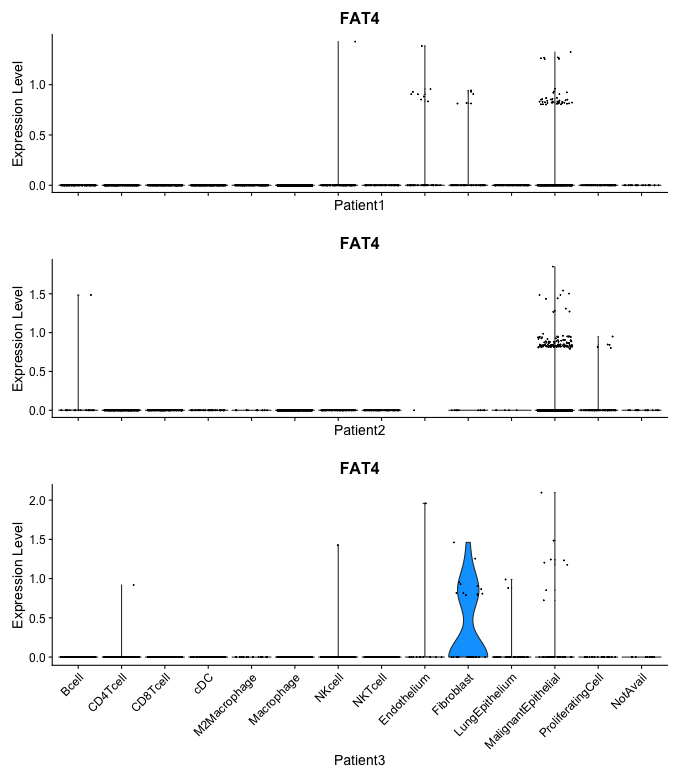 FAT4
Expression Level
1.0
0.5
0.0
Patient1
FAT4
Expression Level
1.5
1.0
0.5
0.0
Patient2
FAT4
Expression Level
2.0
1.5
1.0
0.5
0.0
Bcell
CD4Tcell
CD8Tcell
cDC
M2Macrophage
Macrophage
NKcell
NKTcell
Endothelium
Fibroblast
LungEpithelium
MalignantEpithelial
ProliferatingCell
NotAvail
Patient3